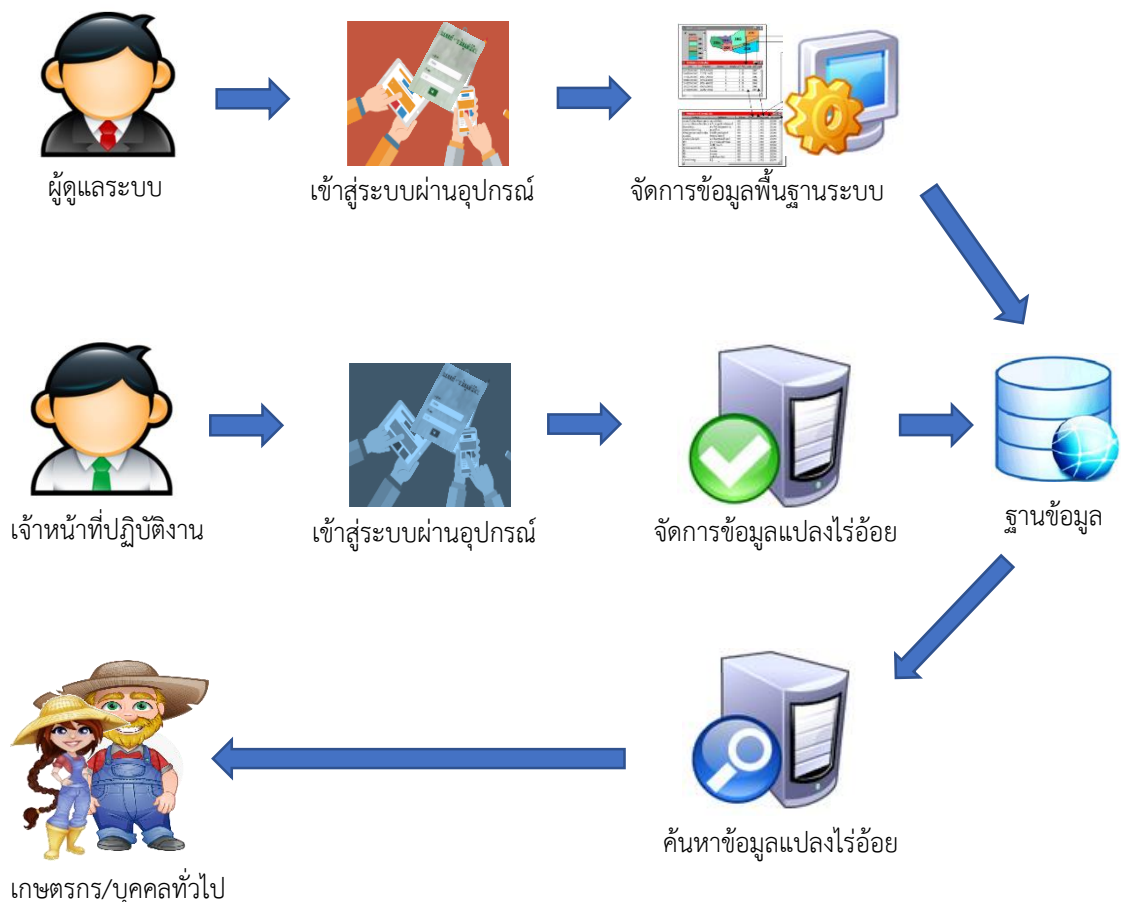 ผู้ดูแลระบบ
เข้าสู่ระบบผ่านอุปกรณ์
จัดการข้อมูลพื้นฐานระบบ
เจ้าหน้าที่ปฏิบัติงาน
เข้าสู่ระบบผ่านอุปกรณ์
จัดการข้อมูลแปลงไร่อ้อย
ฐานข้อมูล
ค้นหาข้อมูลแปลงไร่อ้อย
เกษตรกร/บุคคลทั่วไป